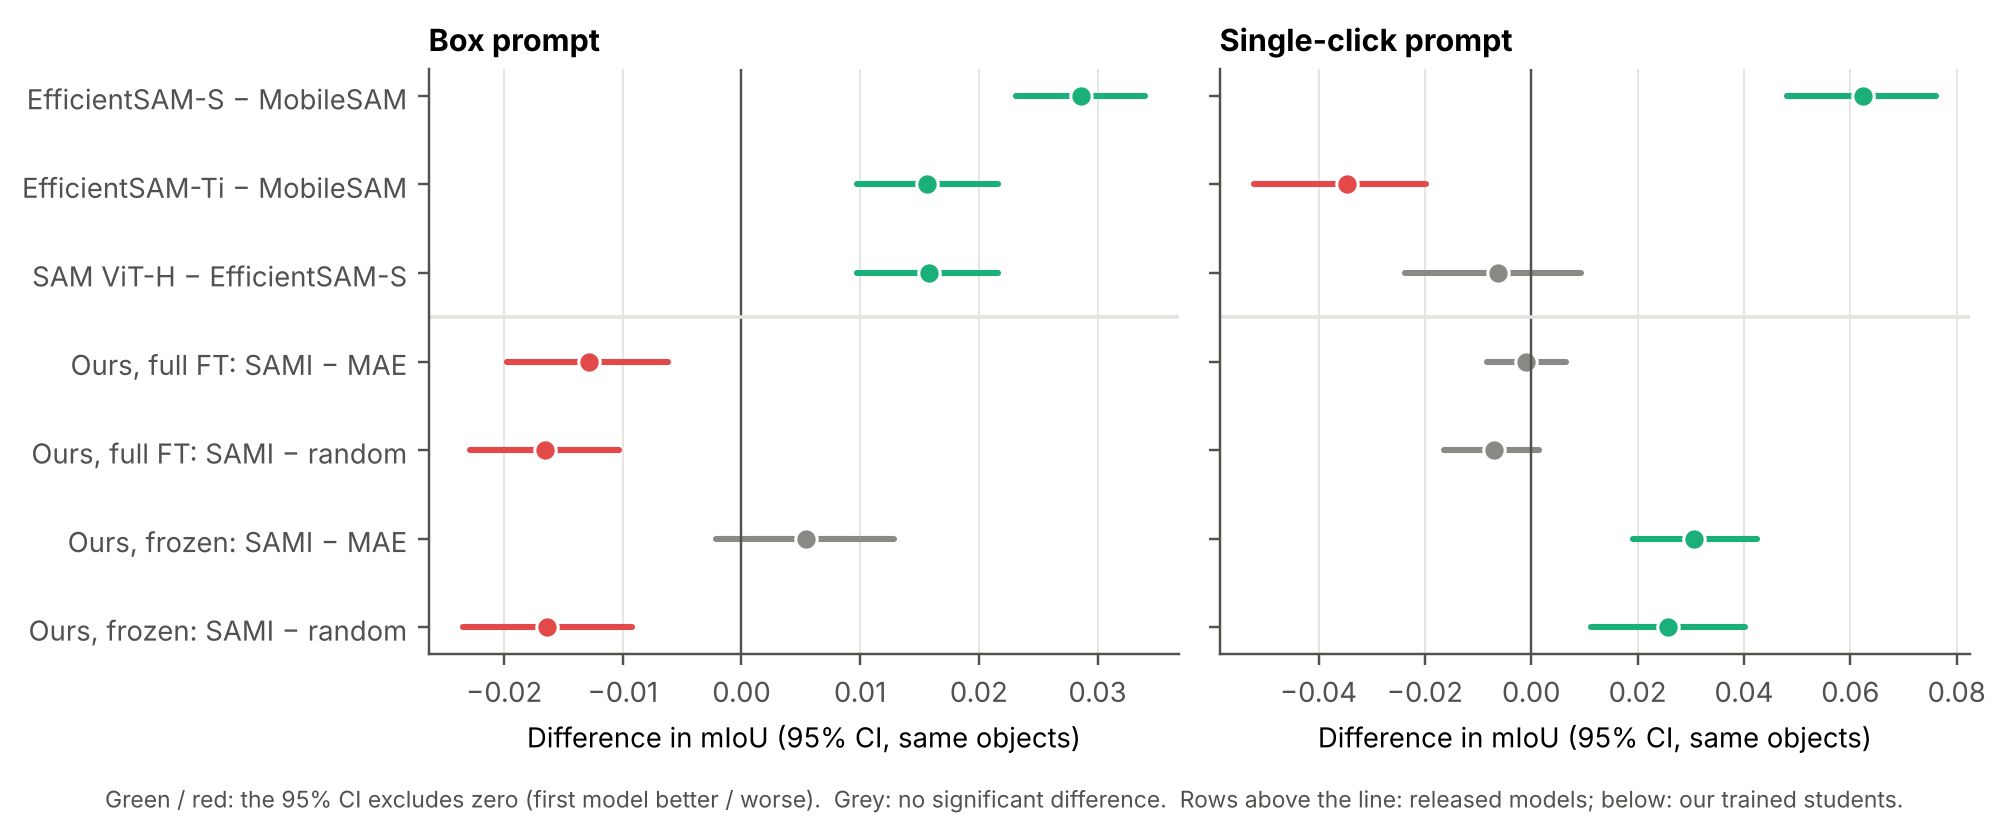 Box prompt
Single-click prompt
EfficientSAM-S − MobileSAM
EfficientSAM-Ti − MobileSAM
SAM ViT-H − EfficientSAM-S
Ours, full FT: SAMI − MAE
Ours, full FT: SAMI − random
Ours, frozen: SAMI − MAE
Ours, frozen: SAMI − random
−0.02 −0.01 0.00 0.01 0.02 0.03
−0.04 −0.02 0.00 0.02 0.04 0.06 0.08
Difference in mIoU (95% CI, same objects)
Difference in mIoU (95% CI, same objects)
Green / red: the 95% CI excludes zero (first model better / worse). Grey: no significant difference. Rows above the line: released models; below: our trained students.